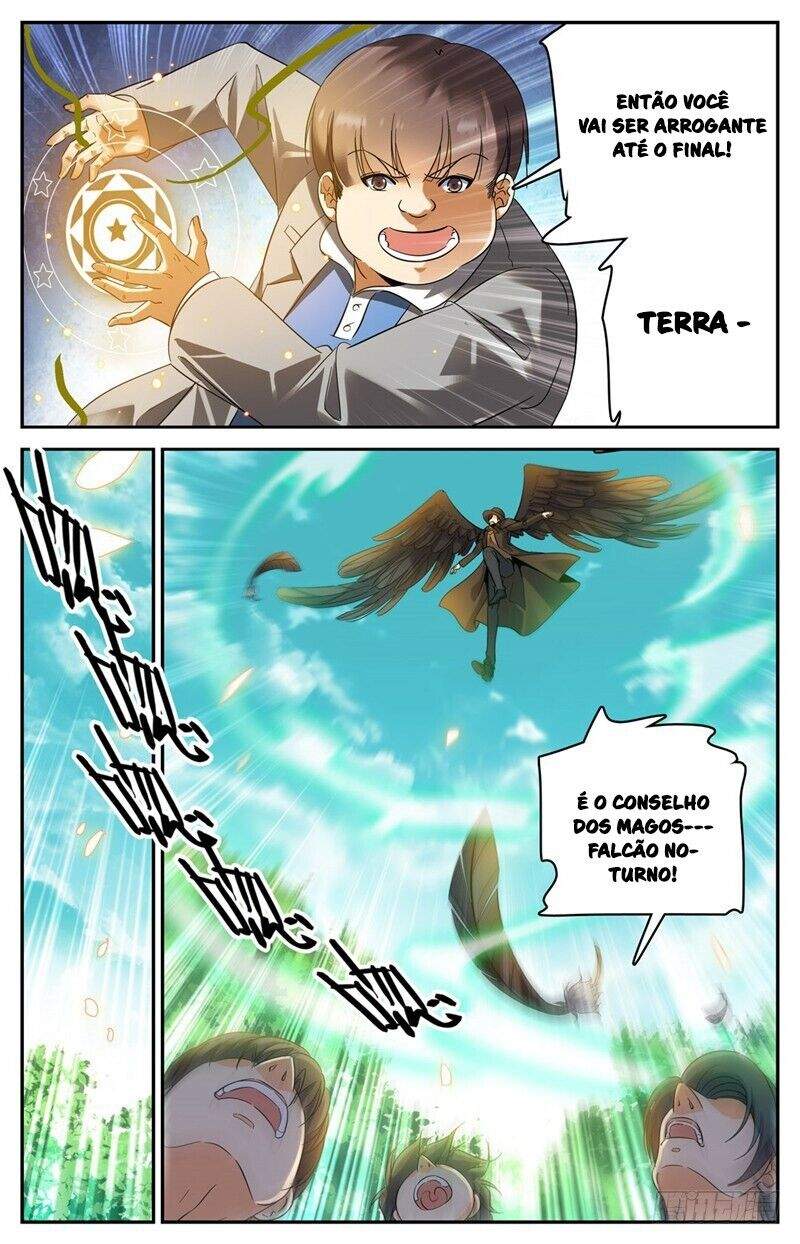 ENTÃO VOCÊ
VAI SER ARROGANTE
ATÉ O FINAL!
TERRA -
É O CONSELHO
DOS MAGOS---
FALCÃO NO-
TURNO!